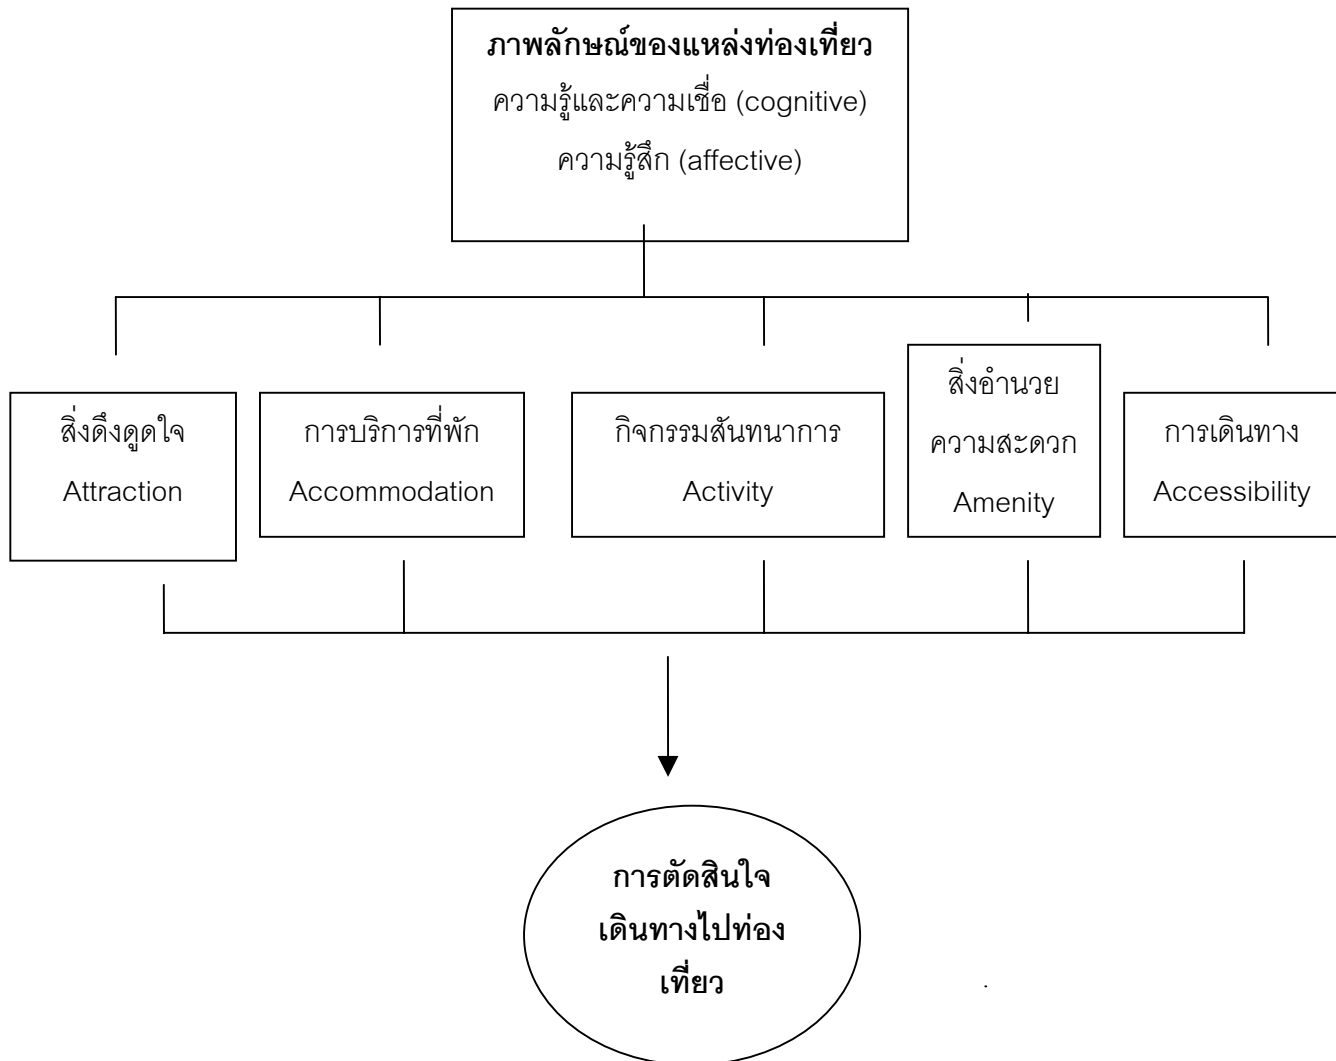 ภาพลักษณ์ของแหล่งท่องเที่ยว
ความรู้และความเชื่อ (cognitive)
ความรู้สึก (affective)
สิ่งดึงดูดใจ
Attraction
การบริการที่พัก
Accommodation
กิจกรรมสันทนาการ
Activity
สิ่งอำนวย
ความสะดวก
Amenity
การเดินทาง
Accessibility
การตัดสินใจ
เดินทางไปท่อง
เที่ยว